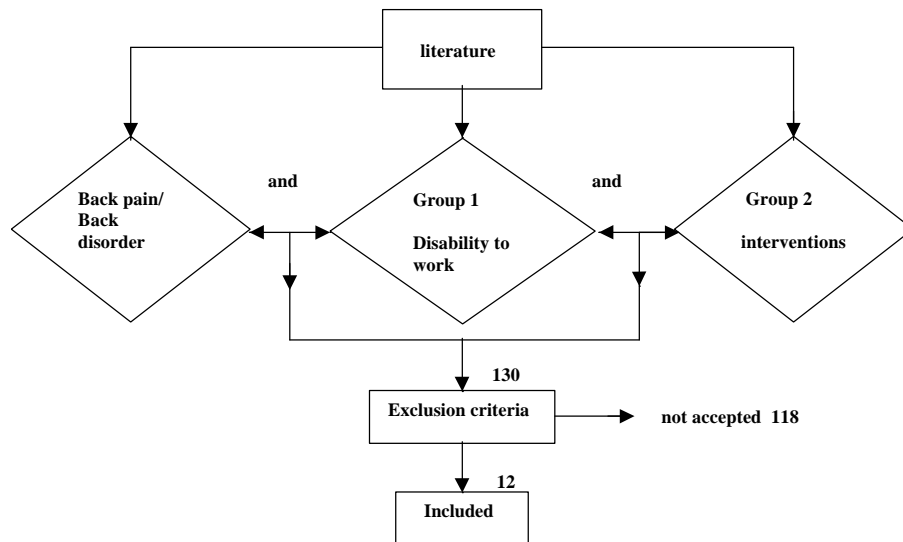 literature
and
and
Back pain/
Back
disorder
Group 1
Disability to
work
Group 2
interventions
130
Exclusion criteria
not accepted 118
12
Included